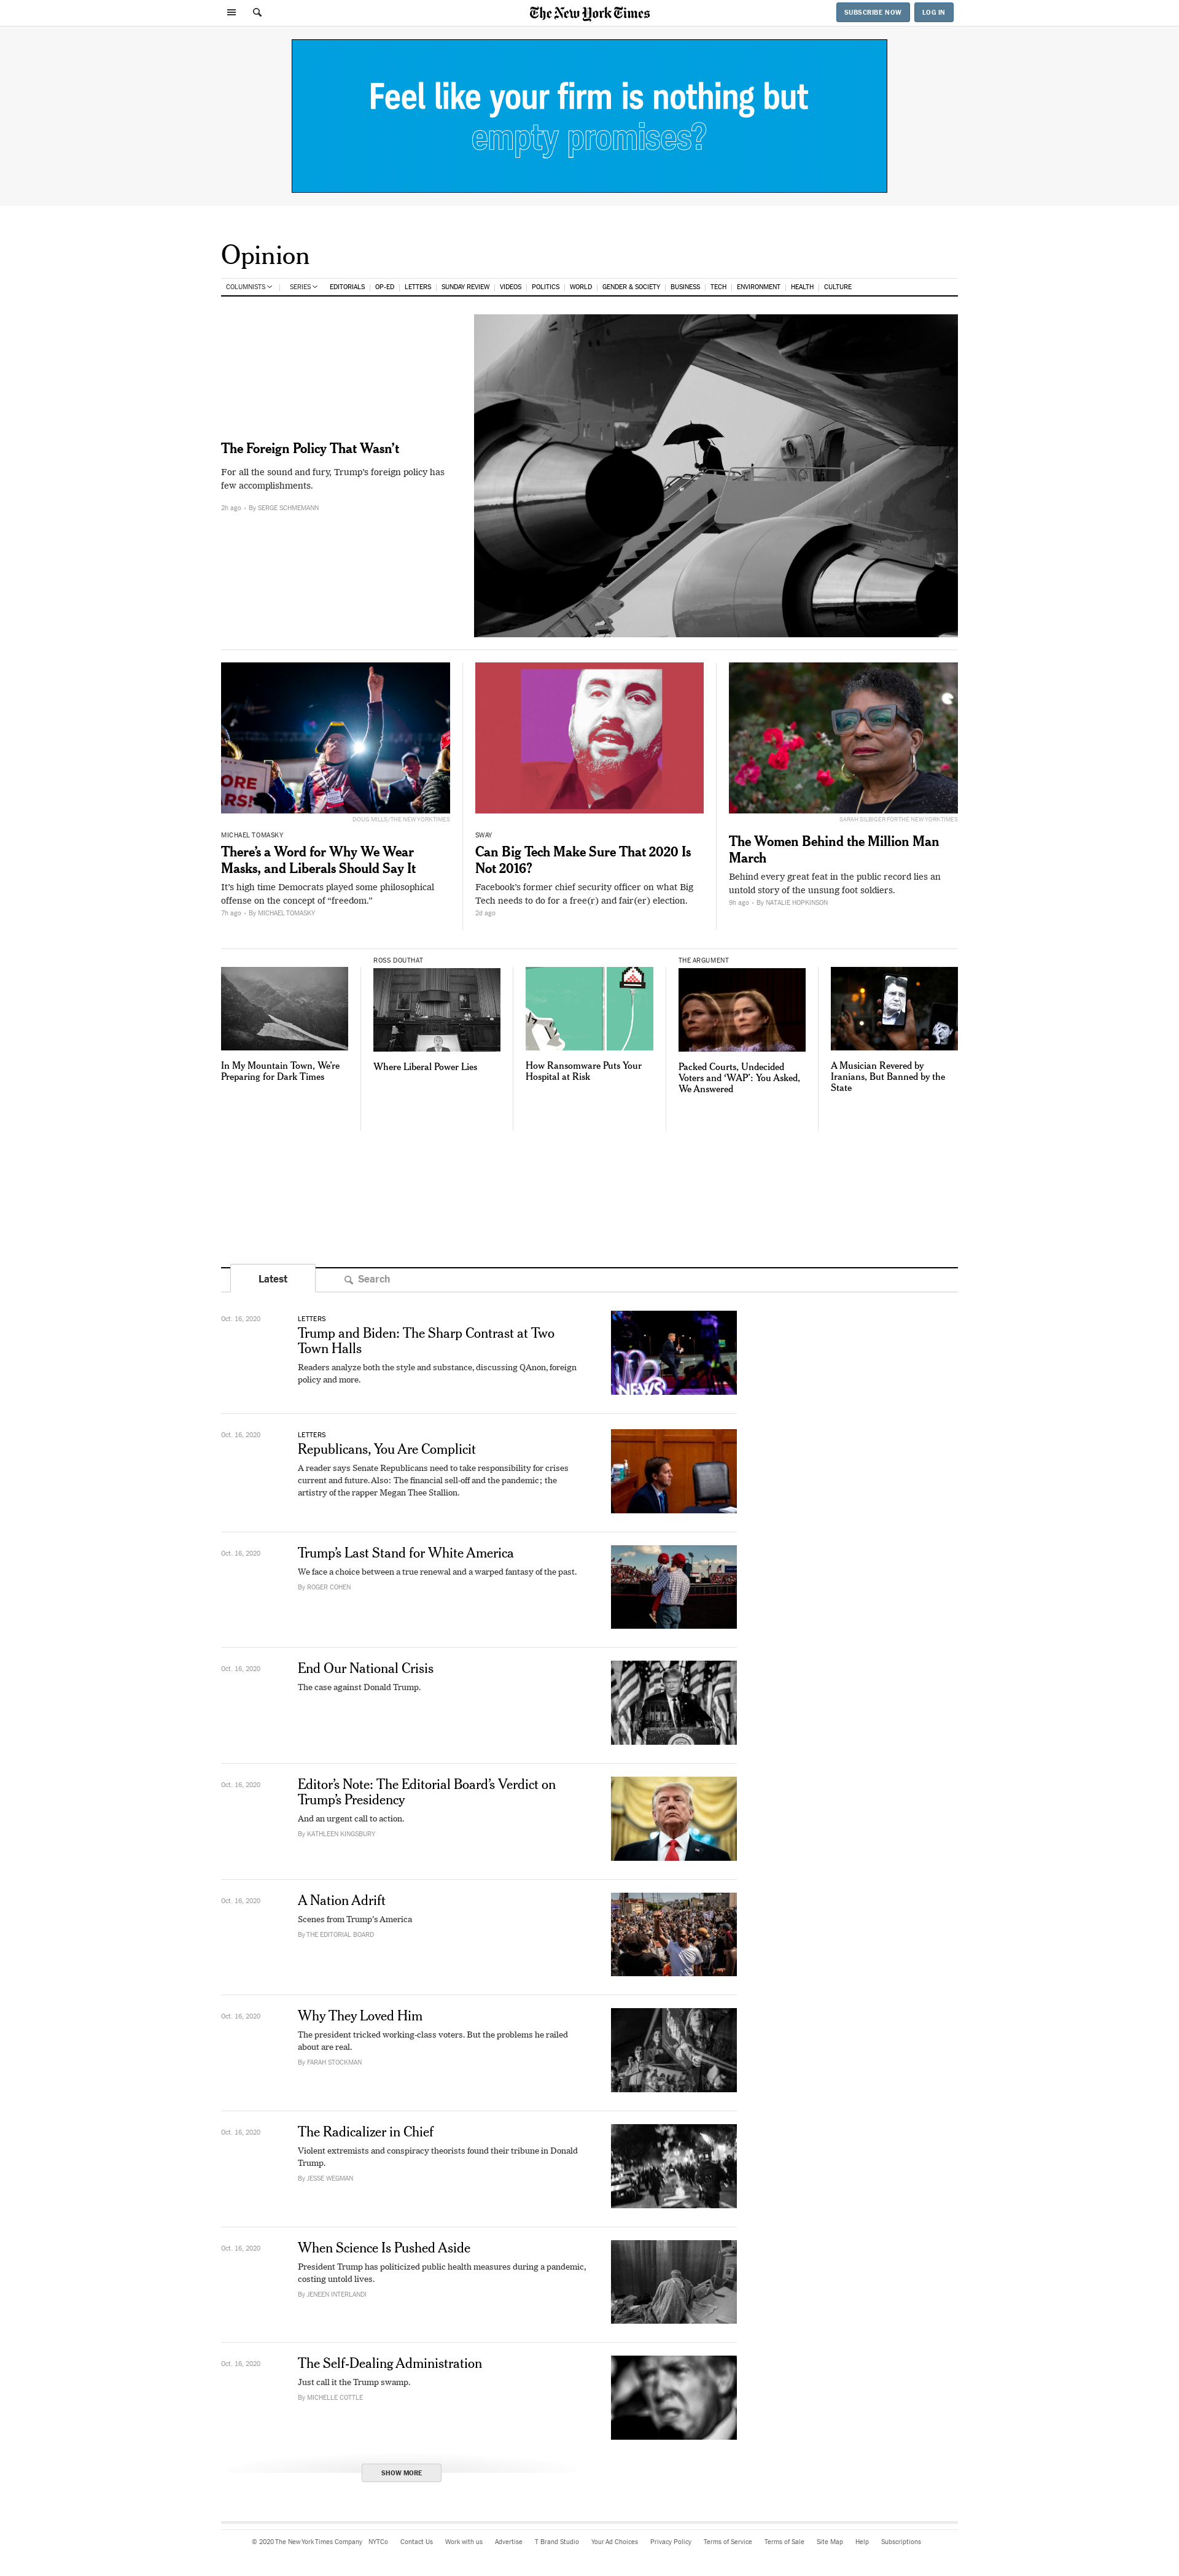 The New York Times
SUBSCRIBE NOW
LOG IN
Feel like your firm is nothing but
empty promises?
Opinion
COLUMNISTS
SERIES
EDITORIALS
OP-ED
LETTERS
SUNDAY REVIEW
VIDEOS
POLITICS
WORLD
GENDER & SOCIETY
BUSINESS
TECH
ENVIRONMENT
HEALTH
CULTURE
The Foreign Policy That Wasn't
For all the sound and fury, Trump's foreign policy has
few accomplishments.
2h ago • By SERGE SCHMEMANN
ORE
RS!
DOUG MILLS/THE NEW YORK TIMES
MICHAEL TOMASKY
There's a Word for Why We Wear
Masks, and Liberals Should Say It
It's high time Democrats played some philosophical
offense on the concept of "freedom."
7h ago • By MICHAEL TOMASKY
SWAY
Can Big Tech Make Sure That 2020 Is
Not 2016?
Facebook's former chief security officer on what Big
Tech needs to do for a free(r) and fair(er) election.
2d ago
SARAH SILBIGER FOR THE NEW YORK TIMES
The Women Behind the Million Man
March
Behind every great feat in the public record lies an
untold story of the unsung foot soldiers.
9h ago • By NATALIE HOPKINSON
In My Mountain Town, We're
Preparing for Dark Times
ROSS DOUTHAT
Where Liberal Power Lies
How Ransomware Puts Your
Hospital at Risk
THE ARGUMENT
Packed Courts, Undecided
Voters and 'WAP': You Asked,
We Answered
A Musician Revered by
Iranians, But Banned by the
State
Latest
Search
Oct. 16, 2020
LETTERS
Trump and Biden: The Sharp Contrast at Two
Town Halls
Readers analyze both the style and substance, discussing QAnon, foreign
policy and more.
NEWS
Oct. 16, 2020
LETTERS
Republicans, You Are Complicit
A reader says Senate Republicans need to take responsibility for crises
current and future. Also: The financial sell-off and the pandemic; the
artistry of the rapper Megan Thee Stallion.
Oct. 16, 2020
Trump's Last Stand for White America
We face a choice between a true renewal and a warped fantasy of the past.
By ROGER COHEN
Oct. 16, 2020
End Our National Crisis
The case against Donald Trump.
Oct. 16, 2020
Editor's Note: The Editorial Board's Verdict on
Trump's Presidency
And an urgent call to action.
By KATHLEEN KINGSBURY
Oct. 16, 2020
A Nation Adrift
Scenes from Trump's America
By THE EDITORIAL BOARD
Oct. 16, 2020
Why They Loved Him
The president tricked working-class voters. But the problems he railed
about are real.
By FARAH STOCKMAN
Oct. 16, 2020
The Radicalizer in Chief
Violent extremists and conspiracy theorists found their tribune in Donald
Trump.
By JESSE WEGMAN
Oct. 16, 2020
When Science Is Pushed Aside
President Trump has politicized public health measures during a pandemic,
costing untold lives.
By JENEEN INTERLANDI
Oct. 16, 2020
The Self-Dealing Administration
Just call it the Trump swamp.
By MICHELLE COTTLE
SHOW MORE
© 2020 The New York Times Company NYTCo Contact Us Work with us Advertise T Brand Studio Your Ad Choices Privacy Policy Terms of Service Terms of Sale Site Map Help Subscriptions